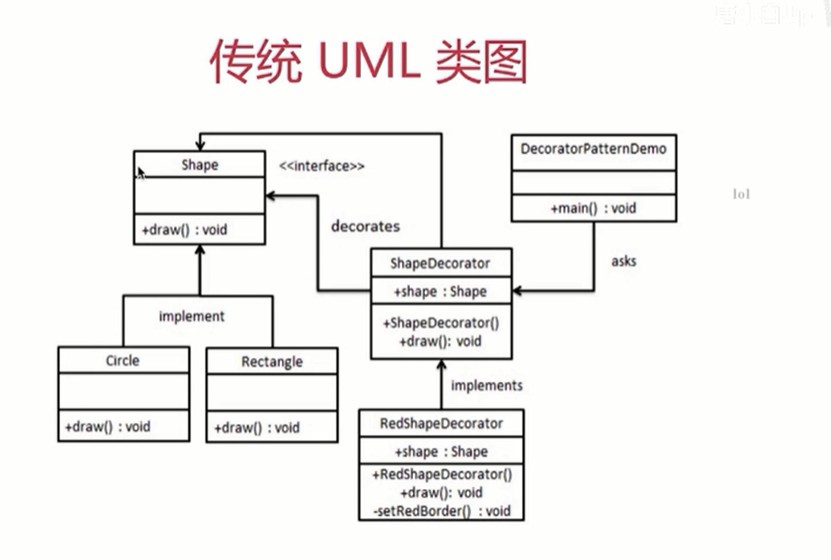 传统 UML 类图
Shape
<<interface>>
+draw() : void
decorates
DecoratorPatternDemo
+main() : void
lol
asks
ShapeDecorator
+shape : Shape
+ShapeDecorator()
+draw(): void
implement
Circle
+draw() : void
Rectangle
+draw() : void
implements
RedShapeDecorator
+shape : Shape
+RedShapeDecorator()
+draw(): void
-setRedBorder() : void